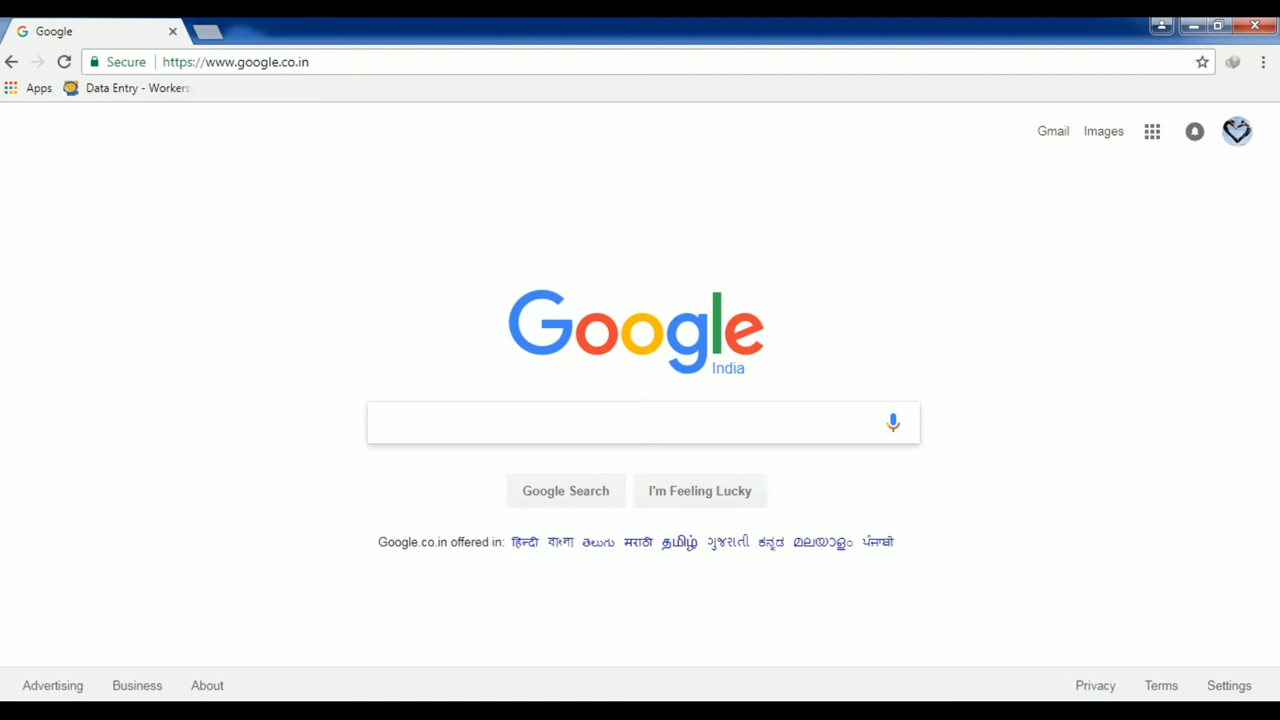 Google
Secure https://www.google.co.in
Apps Data Entry - Workers
Gmail Images
Google
India
Google Search I'm Feeling Lucky
Google.co.in offered in: हिन्दी বাংলা తెలుగు मराठी தமிழ் ગુજરાતી ಕನ್ನಡ മലയാളം ਪੰਜਾਬੀ
Advertising Business About Privacy Terms Settings